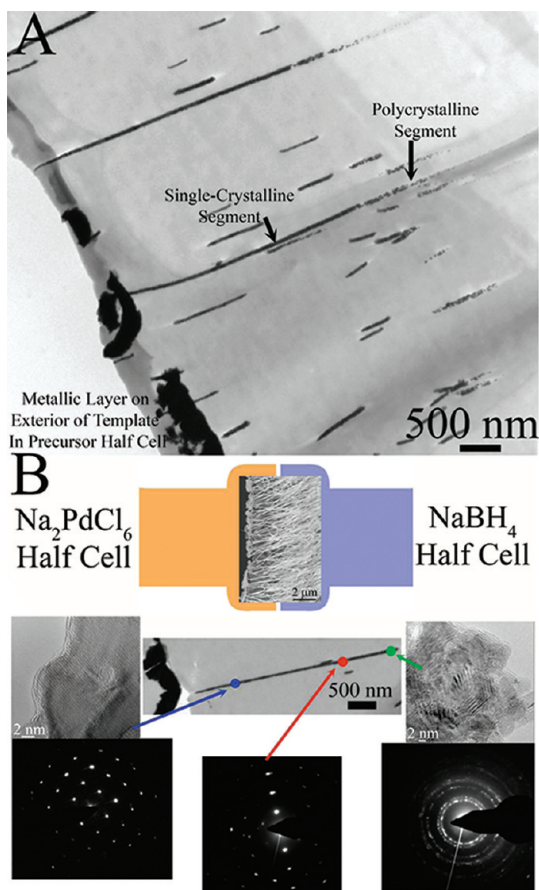 A
Polycrystalline
Segment
Single-Crystalline
Segment
Metallic Layer on
Exterior of Template
In Precursor Half Cell
500 nm
B
Na₂PdCl₆
Half Cell
NaBH₄
Half Cell
2 μm
2 nm
500 nm
2 nm